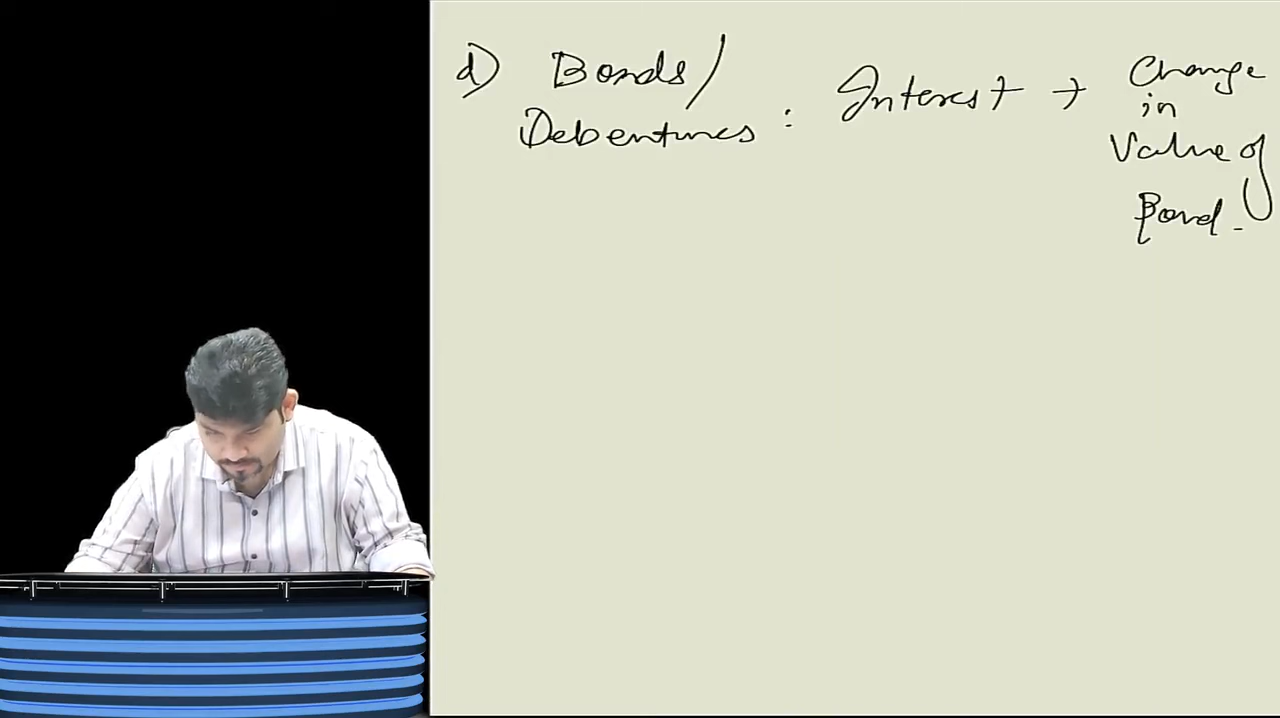 d) Bonds/
Debentures : Interest + Change
in
Value of
Bond.